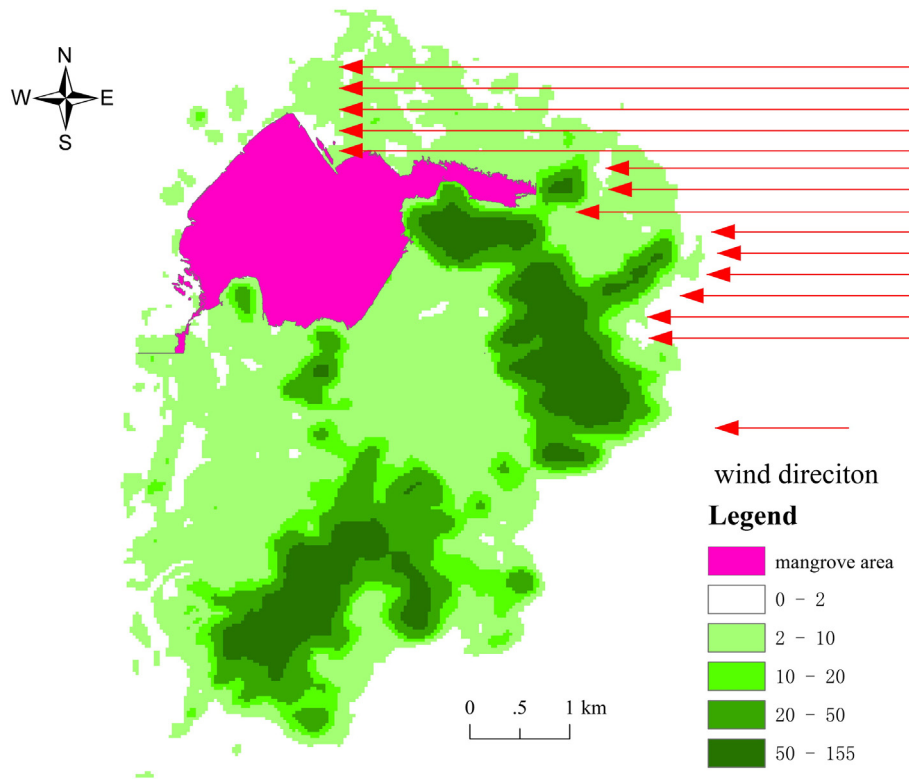 N
W E
S
wind direciton
Legend
mangrove area
0 - 2
2 - 10
10 - 20
20 - 50
50 - 155
0 .5 1 km